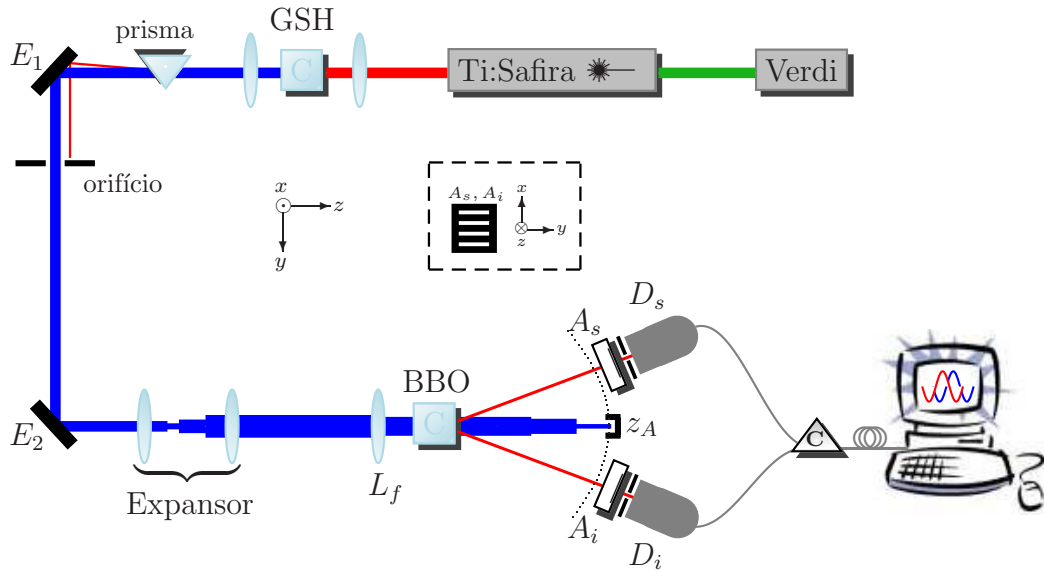 GSH
prisma
E1
C
Ti:Safira
Verdi
orifício
x
z
y
As, Ai
x
y
z
As
Ds
BBO
C
E2
zA
C
Lf
Expansor
Ai
Di